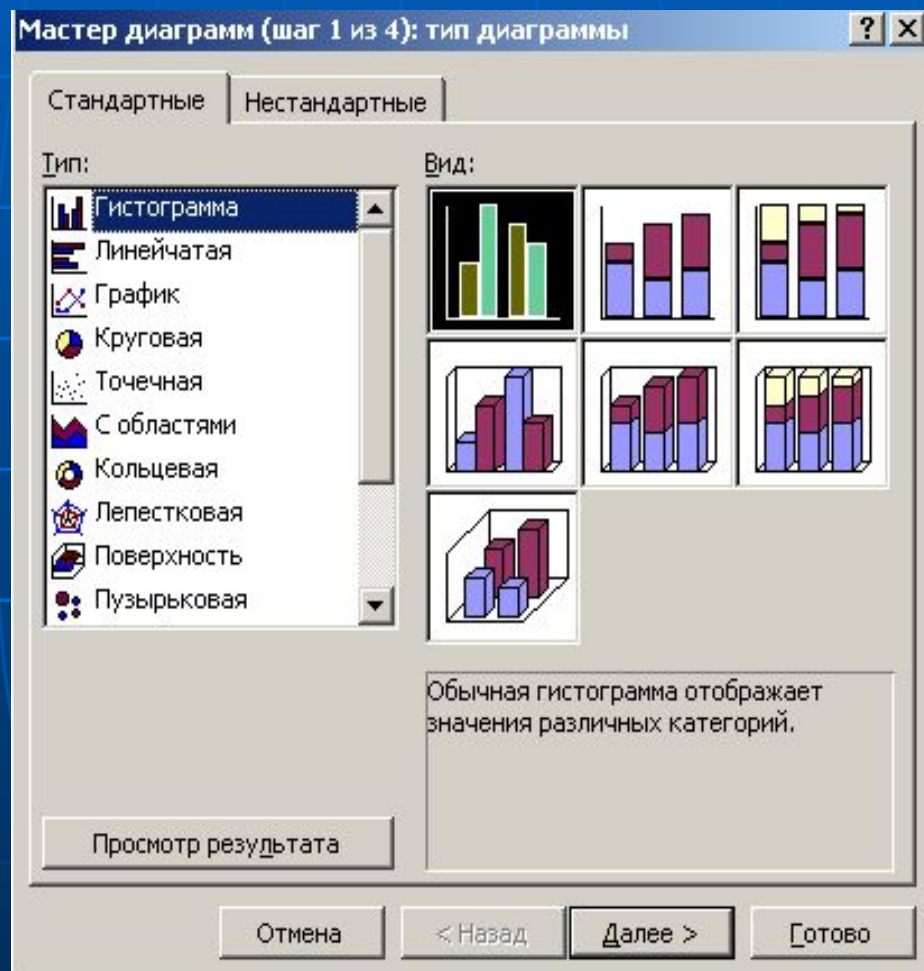 Мастер диаграмм (шаг 1 из 4): тип диаграммы
Стандартные
Нестандартные
Тип:
Вид:
Гистограмма
Линейчатая
График
Круговая
Точечная
С областями
Кольцевая
Лепестковая
Поверхность
Пузырьковая
Обычная гистограмма отображает
значения различных категорий.
Просмотр результата
Отмена
< Назад
Далее >
Готово